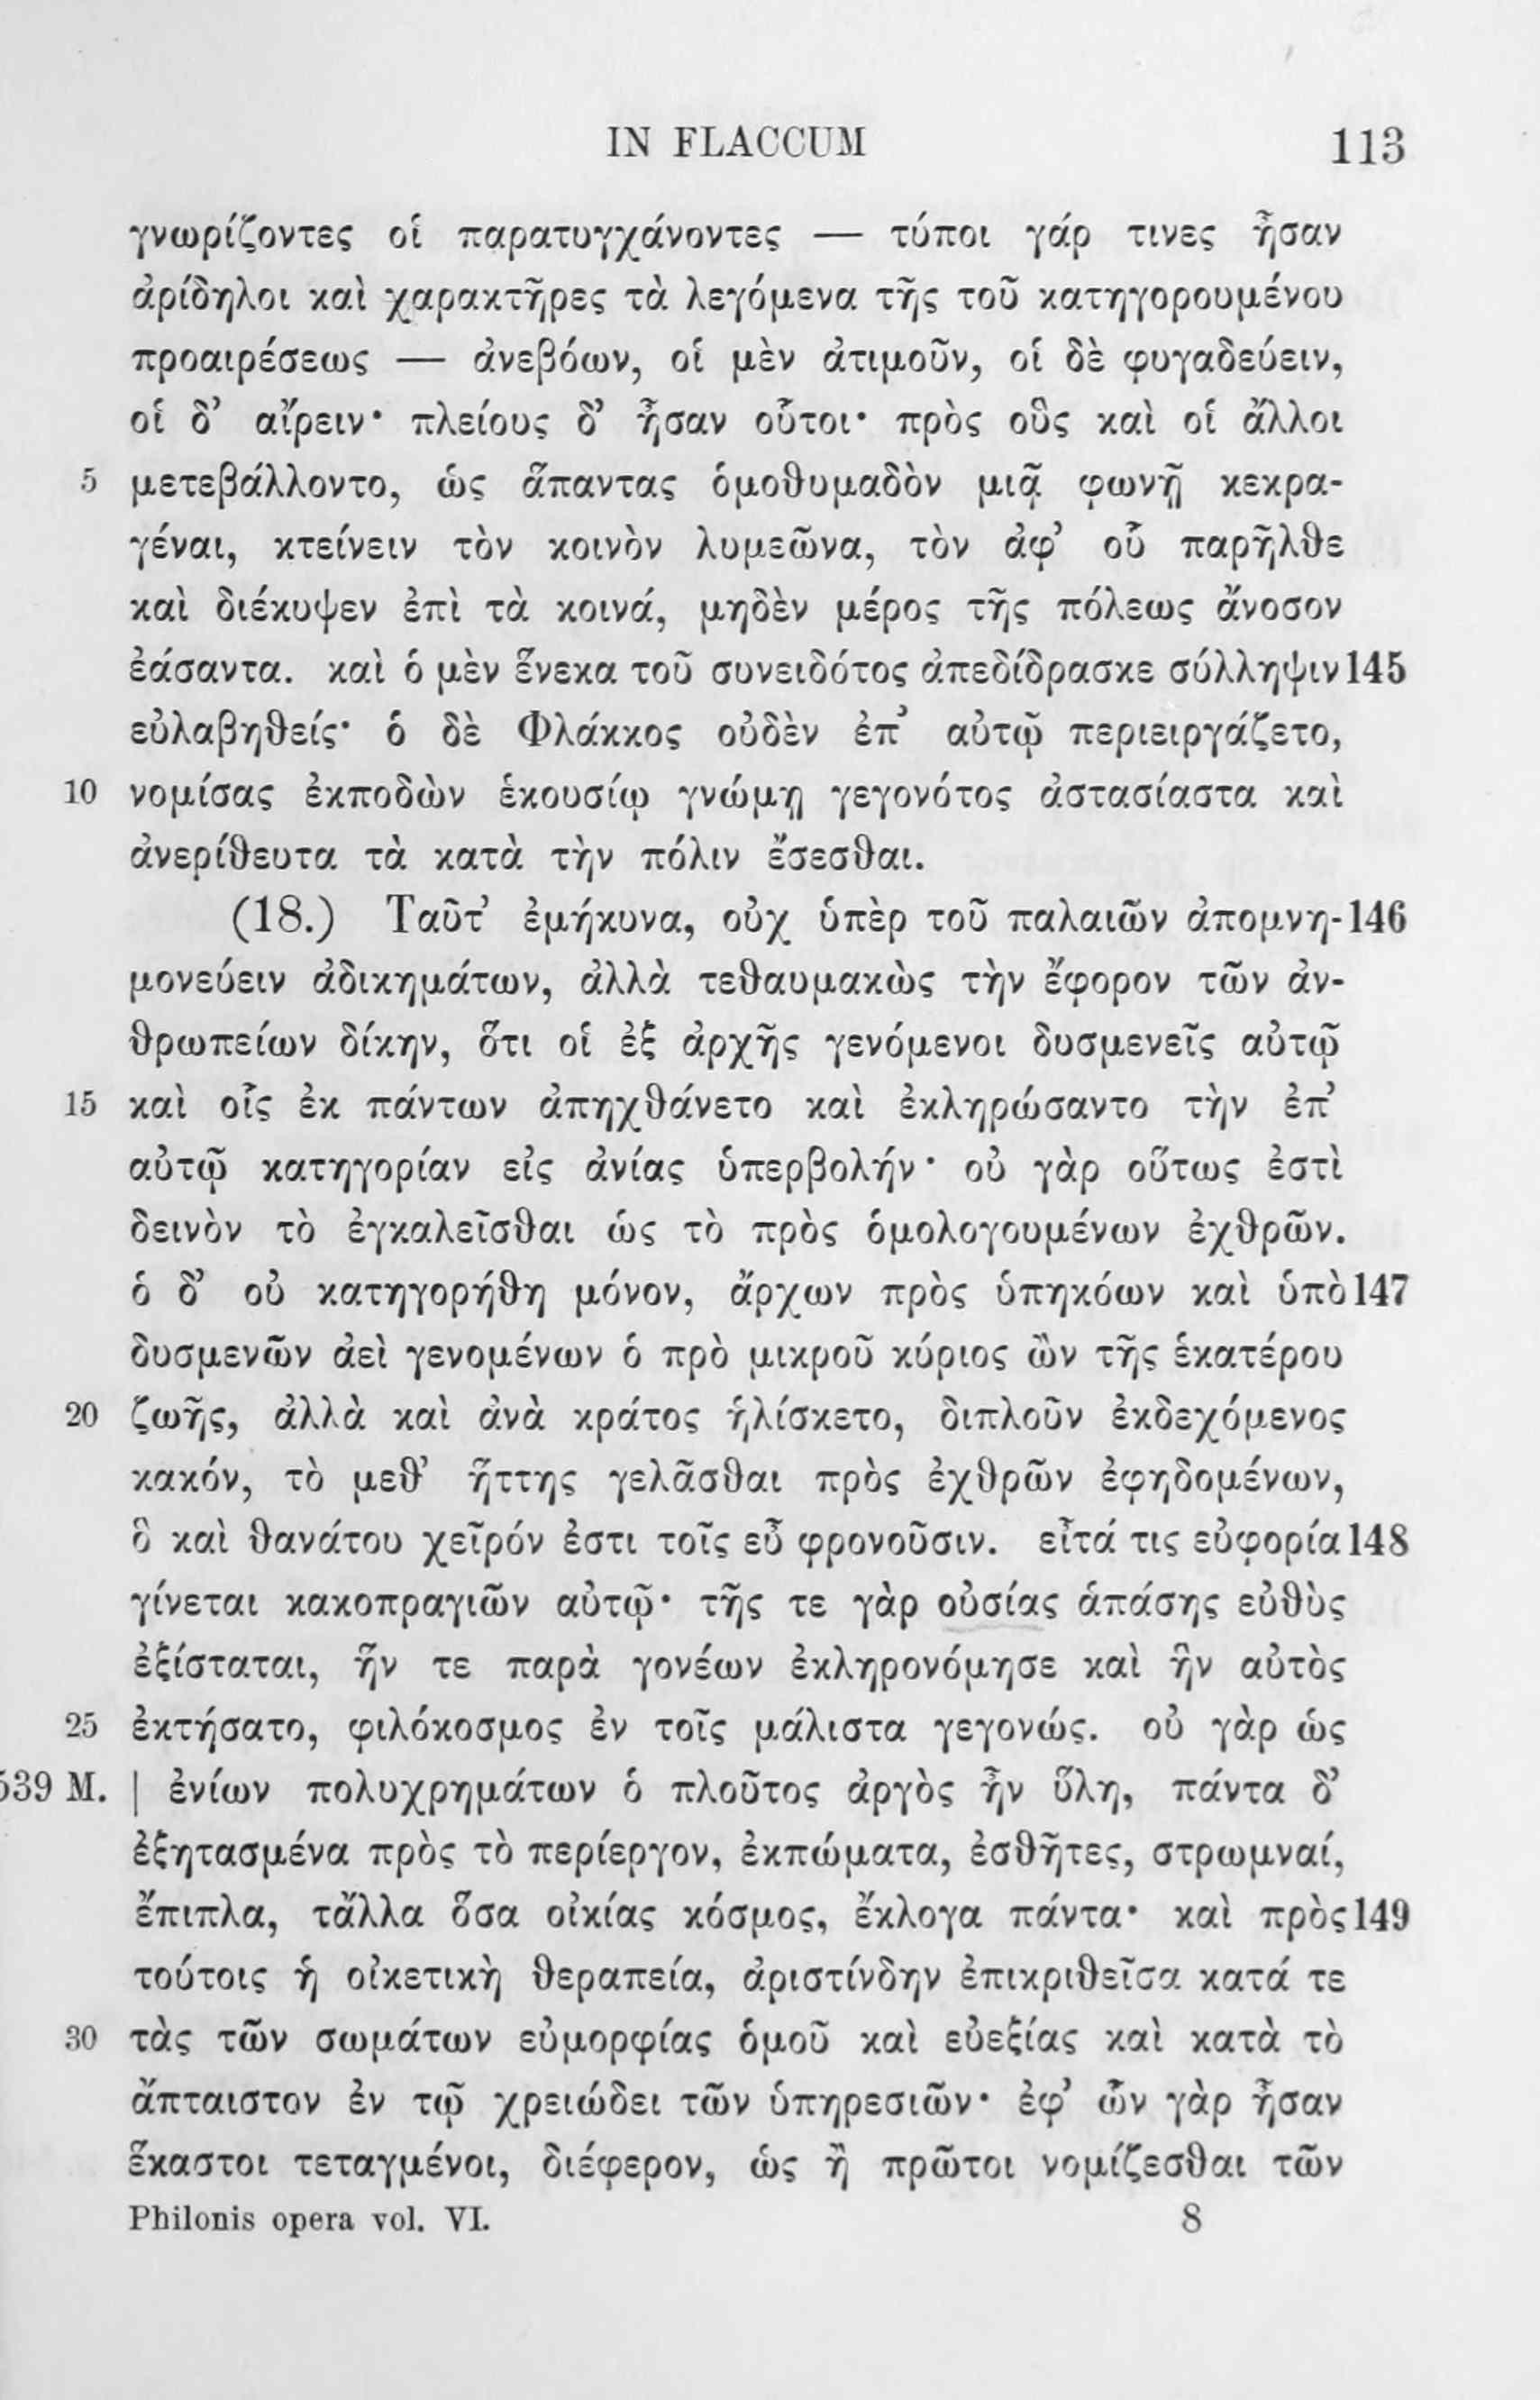 IN FLACCUM 113
γνωρίζοντες οἱ παρατυγχάνοντες — τύποι γάρ τινες ἦσαν
ἀρίδηλοι καὶ χαρακτῆρες τὰ λεγόμενα τῆς τοῦ κατηγορουμένου
προαιρέσεως — ἀνεβόων, οἱ μὲν ἀτιμοῦν, οἱ δὲ φυγαδεύειν,
οἱ δ’ αἴρειν· πλείους δ’ ἦσαν οὗτοι· πρὸς οὓς καὶ οἱ ἄλλοι
5 μετεβάλλοντο, ὡς ἅπαντας ὁμοθυμαδὸν μιᾷ φωνῇ κεκρα-
γέναι, κτείνειν τὸν κοινὸν λυμεῶνα, τὸν ἀφ’ οὗ παρῆλθε
καὶ διέκυψεν ἐπὶ τὰ κοινά, μηδὲν μέρος τῆς πόλεως ἄνοσον
ἐάσαντα. καὶ ὁ μὲν ἕνεκα τοῦ συνειδότος ἀπεδίδρασκε σύλληψιν 145
εὐλαβηθείς· ὁ δὲ Φλάκκος οὐδὲν ἐπ’ αὐτῷ περιειργάζετο,
10 νομίσας ἐκποδὼν ἑκουσίῳ γνώμῃ γεγονότος ἀστασίαστα καὶ
ἀνερίθευτα τὰ κατὰ τὴν πόλιν ἔσεσθαι.
(18.) Ταῦτ’ ἐμήκυνα, οὐχ ὑπὲρ τοῦ παλαιῶν ἀπομνη- 146
μονεύειν ἀδικημάτων, ἀλλὰ τεθαυμακὼς τὴν ἔφορον τῶν ἀν-
θρωπείων δίκην, ὅτι οἱ ἐξ ἀρχῆς γενόμενοι δυσμενεῖς αὐτῷ
15 καὶ οἷς ἐκ πάντων ἀπηχθάνετο καὶ ἐκληρώσαντο τὴν ἐπ’
αὐτῷ κατηγορίαν εἰς ἀνίας ὑπερβολήν· οὐ γὰρ οὕτως ἐστὶ
δεινὸν τὸ ἐγκαλεῖσθαι ὡς τὸ πρὸς ὁμολογουμένων ἐχθρῶν.
ὁ δ’ οὐ κατηγορήθη μόνον, ἄρχων πρὸς ὑπηκόων καὶ ὑπὸ 147
δυσμενῶν ἀεὶ γενομένων ὁ πρὸ μικροῦ κύριος ὢν τῆς ἑκατέρου
20 ζωῆς, ἀλλὰ καὶ ἀνὰ κράτος ἡλίσκετο, διπλοῦν ἐκδεχόμενος
κακόν, τὸ μεθ’ ἥττης γελᾶσθαι πρὸς ἐχθρῶν ἐφηδομένων,
ὃ καὶ θανάτου χεῖρόν ἐστι τοῖς εὖ φρονοῦσιν. εἶτά τις εὐφορία 148
γίνεται κακοπραγιῶν αὐτῷ· τῆς τε γὰρ οὐσίας ἁπάσης εὐθὺς
ἐξίσταται, ἥν τε παρὰ γονέων ἐκληρονόμησε καὶ ἣν αὐτὸς
25 ἐκτήσατο, φιλόκοσμος ἐν τοῖς μάλιστα γεγονώς. οὐ γὰρ ὡς
539 M. | ἐνίων πολυχρημάτων ὁ πλοῦτος ἀργὸς ἦν ὕλη, πάντα δ’
ἐξητασμένα πρὸς τὸ περίεργον, ἐκπώματα, ἐσθῆτες, στρωμναί,
ἔπιπλα, τἄλλα ὅσα οἰκίας κόσμος, ἔκλογα πάντα· καὶ πρὸς 149
τούτοις ἡ οἰκετικὴ θεραπεία, ἀριστίνδην ἐπικριθεῖσα κατά τε
30 τὰς τῶν σωμάτων εὐμορφίας ὁμοῦ καὶ εὐεξίας καὶ κατὰ τὸ
ἄπταιστον ἐν τῷ χρειώδει τῶν ὑπηρεσιῶν· ἐφ’ ὧν γὰρ ἦσαν
ἕκαστοι τεταγμένοι, διέφερον, ὡς ἢ πρῶτοι νομίζεσθαι τῶν
Philonis opera vol. VI. 8